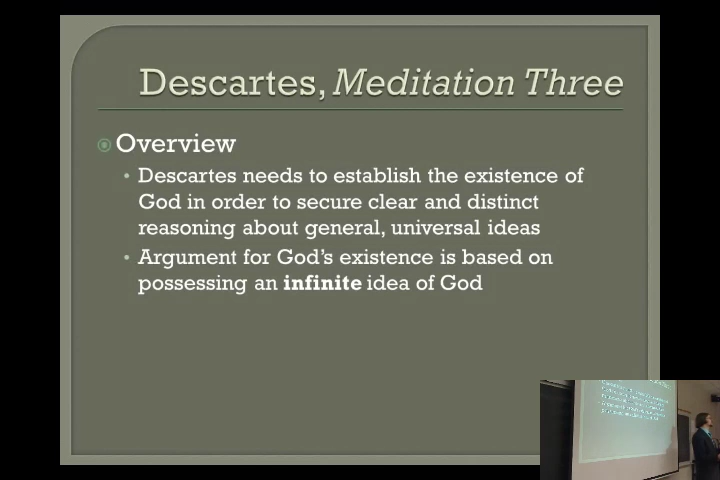 Descartes, Meditation Three
Overview
Descartes needs to establish the existence of
God in order to secure clear and distinct
reasoning about general, universal ideas
Argument for God's existence is based on
possessing an infinite idea of God